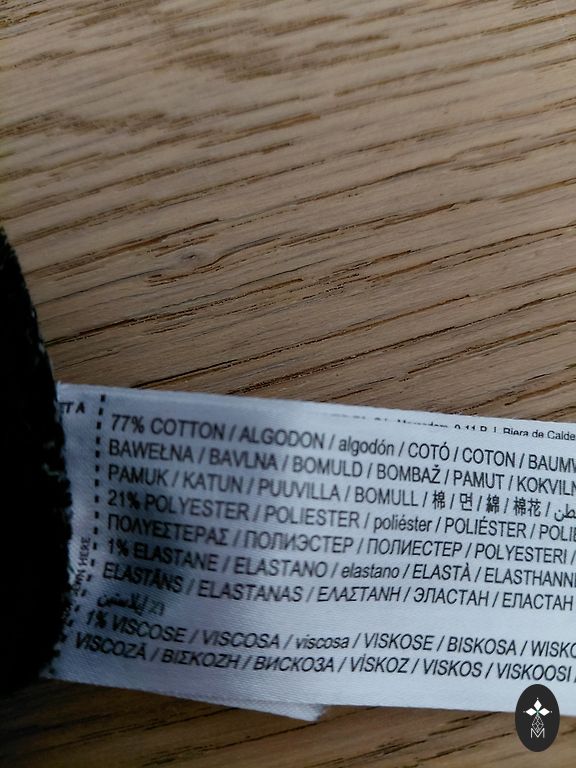 77% COTTON / ALGODON / algodón / COTÓ / COTON / BAUMW
BAWEŁNA / BAVLNA / BOMULD / BOMBAŽ / PAMUT / KOKVILN
PAMUK / KATUN / PUUVILLA / BOMULL / 棉 / 면 / 綿 / 棉花 / قطن
21% POLYESTER / POLIESTER / poliéster / POLIÉSTER / POLIE
ΠΟΛΥΕΣΤΕΡΑΣ / ПОЛИЭСТЕР / ПОЛИЕСТЕР / POLYESTERI /
1% ELASTANE / ELASTANO / elastano / ELASTÀ / ELASTHANN
ELASTĀNS / ELASTANAS / ΕΛΑΣΤΑΝΗ / ЭЛАСТАН / ЕЛАСТАН
1% VISCOSE / VISCOSA / viscosa / VISKOSE / BISKOSA / WISKO
VISCOZĂ / ΒΙΣΚΟΖΗ / ВИСКОЗА / VÍSKOZ / VISKOS / VISKOOSI /
M